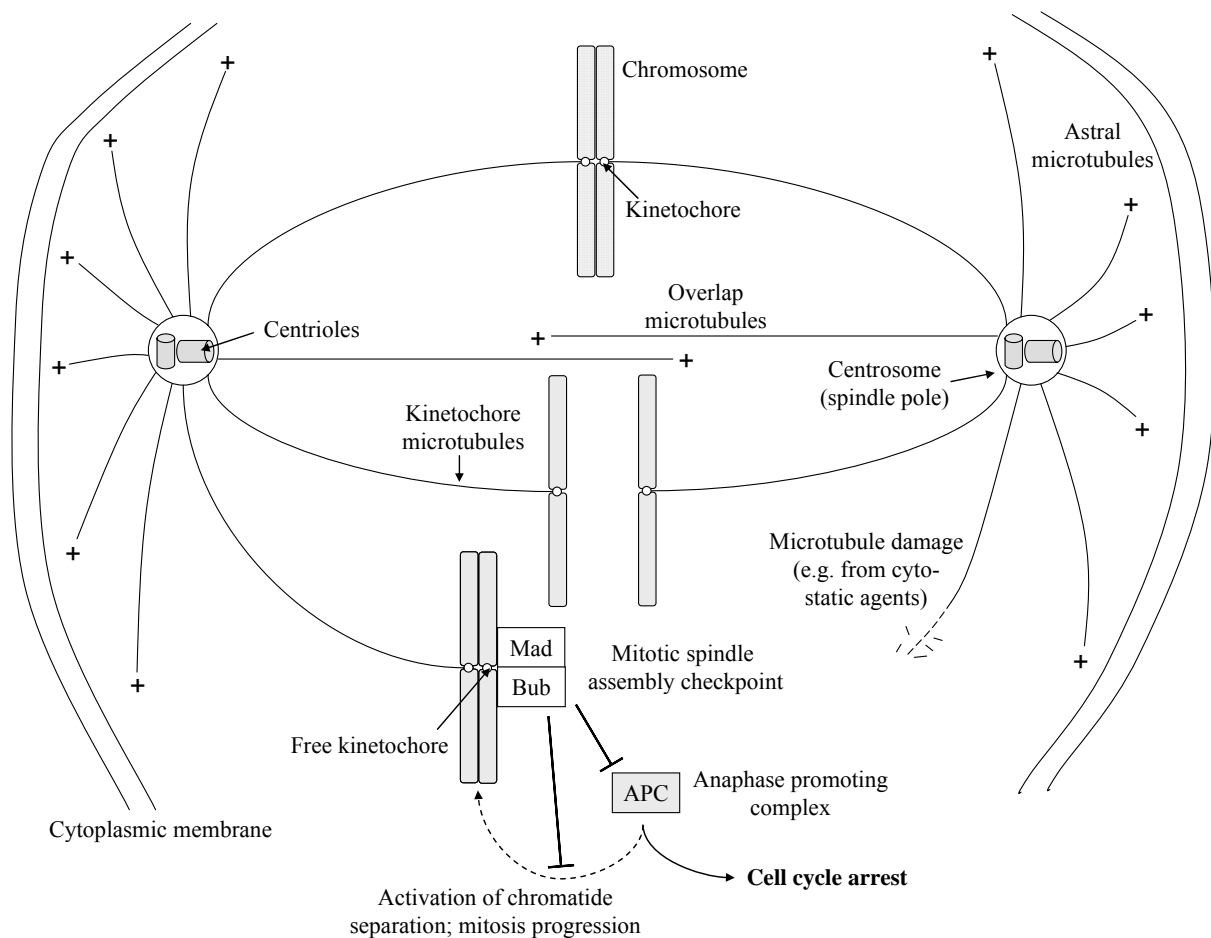 +
+
Chromosome
+
Astral
microtubules
Kinetochore
+
+
Overlap
microtubules
+
Centrioles
+
+
+
Centrosome
(spindle pole)
Kinetochore
microtubules
+
+
Microtubule damage
(e.g. from cyto-
static agents)
Mad
Bub
Mitotic spindle
assembly checkpoint
+
+
Free kinetochore
APC
Anaphase promoting
complex
Cytoplasmic membrane
Cell cycle arrest
Activation of chromatide
separation; mitosis progression